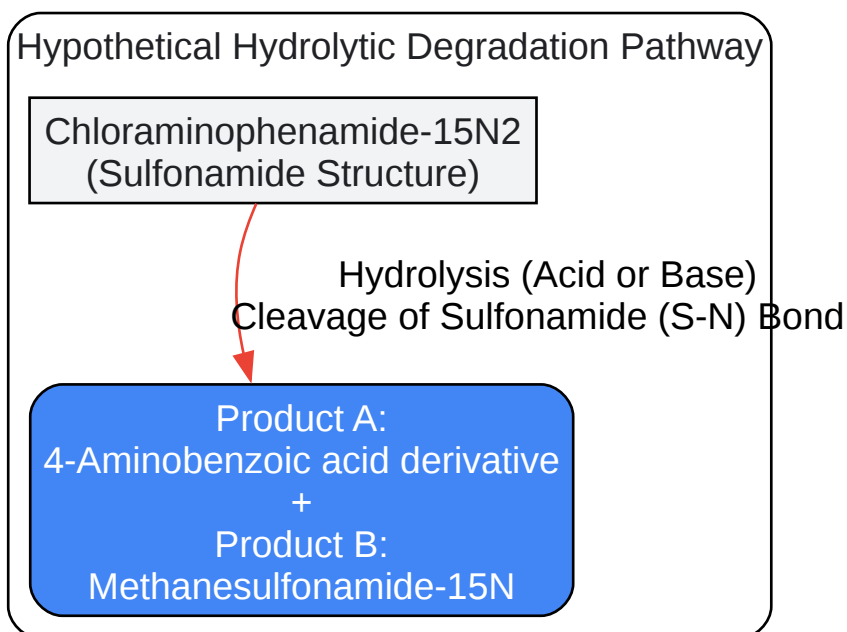 Hypothetical Hydrolytic Degradation Pathway
Chloraminophenamide-15N2
(Sulfonamide Structure)
Hydrolysis (Acid or Base)
Cleavage of Sulfonamide (S-N) Bond
Product A:
4-Aminobenzoic acid derivative
+
Product B:
Methanesulfonamide-15N